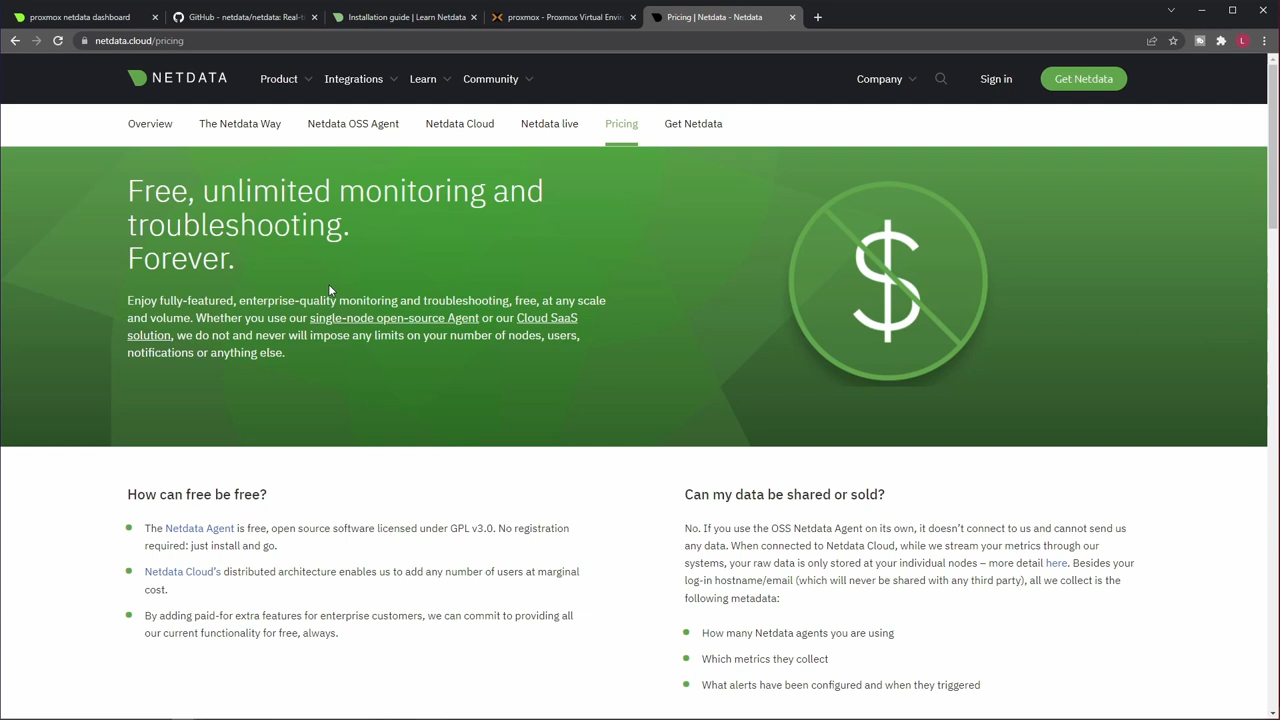 proxmox netdata dashboard
GitHub - netdata/netdata: Real-ti
Installation guide | Learn Netdata
proxmox - Proxmox Virtual Enviro
Pricing | Netdata - Netdata
netdata.cloud/pricing
L
NETDATA
Product
Integrations
Learn
Community
Company
Sign in
Get Netdata
Overview
The Netdata Way
Netdata OSS Agent
Netdata Cloud
Netdata live
Pricing
Get Netdata
Free, unlimited monitoring and
troubleshooting.
Forever.
$
Enjoy fully-featured, enterprise-quality monitoring and troubleshooting, free, at any scale
and volume. Whether you use our single-node open-source Agent or our Cloud SaaS
solution, we do not and never will impose any limits on your number of nodes, users,
notifications or anything else.
How can free be free?
The Netdata Agent is free, open source software licensed under GPL v3.0. No registration
required: just install and go.
Netdata Cloud's distributed architecture enables us to add any number of users at marginal
cost.
By adding paid-for extra features for enterprise customers, we can commit to providing all
our current functionality for free, always.
Can my data be shared or sold?
No. If you use the OSS Netdata Agent on its own, it doesn't connect to us and cannot send us
any data. When connected to Netdata Cloud, while we stream your metrics through our
systems, your raw data is only stored at your individual nodes – more detail here. Besides your
log-in hostname/email (which will never be shared with any third party), all we collect is the
following metadata:
How many Netdata agents you are using
Which metrics they collect
What alerts have been configured and when they triggered